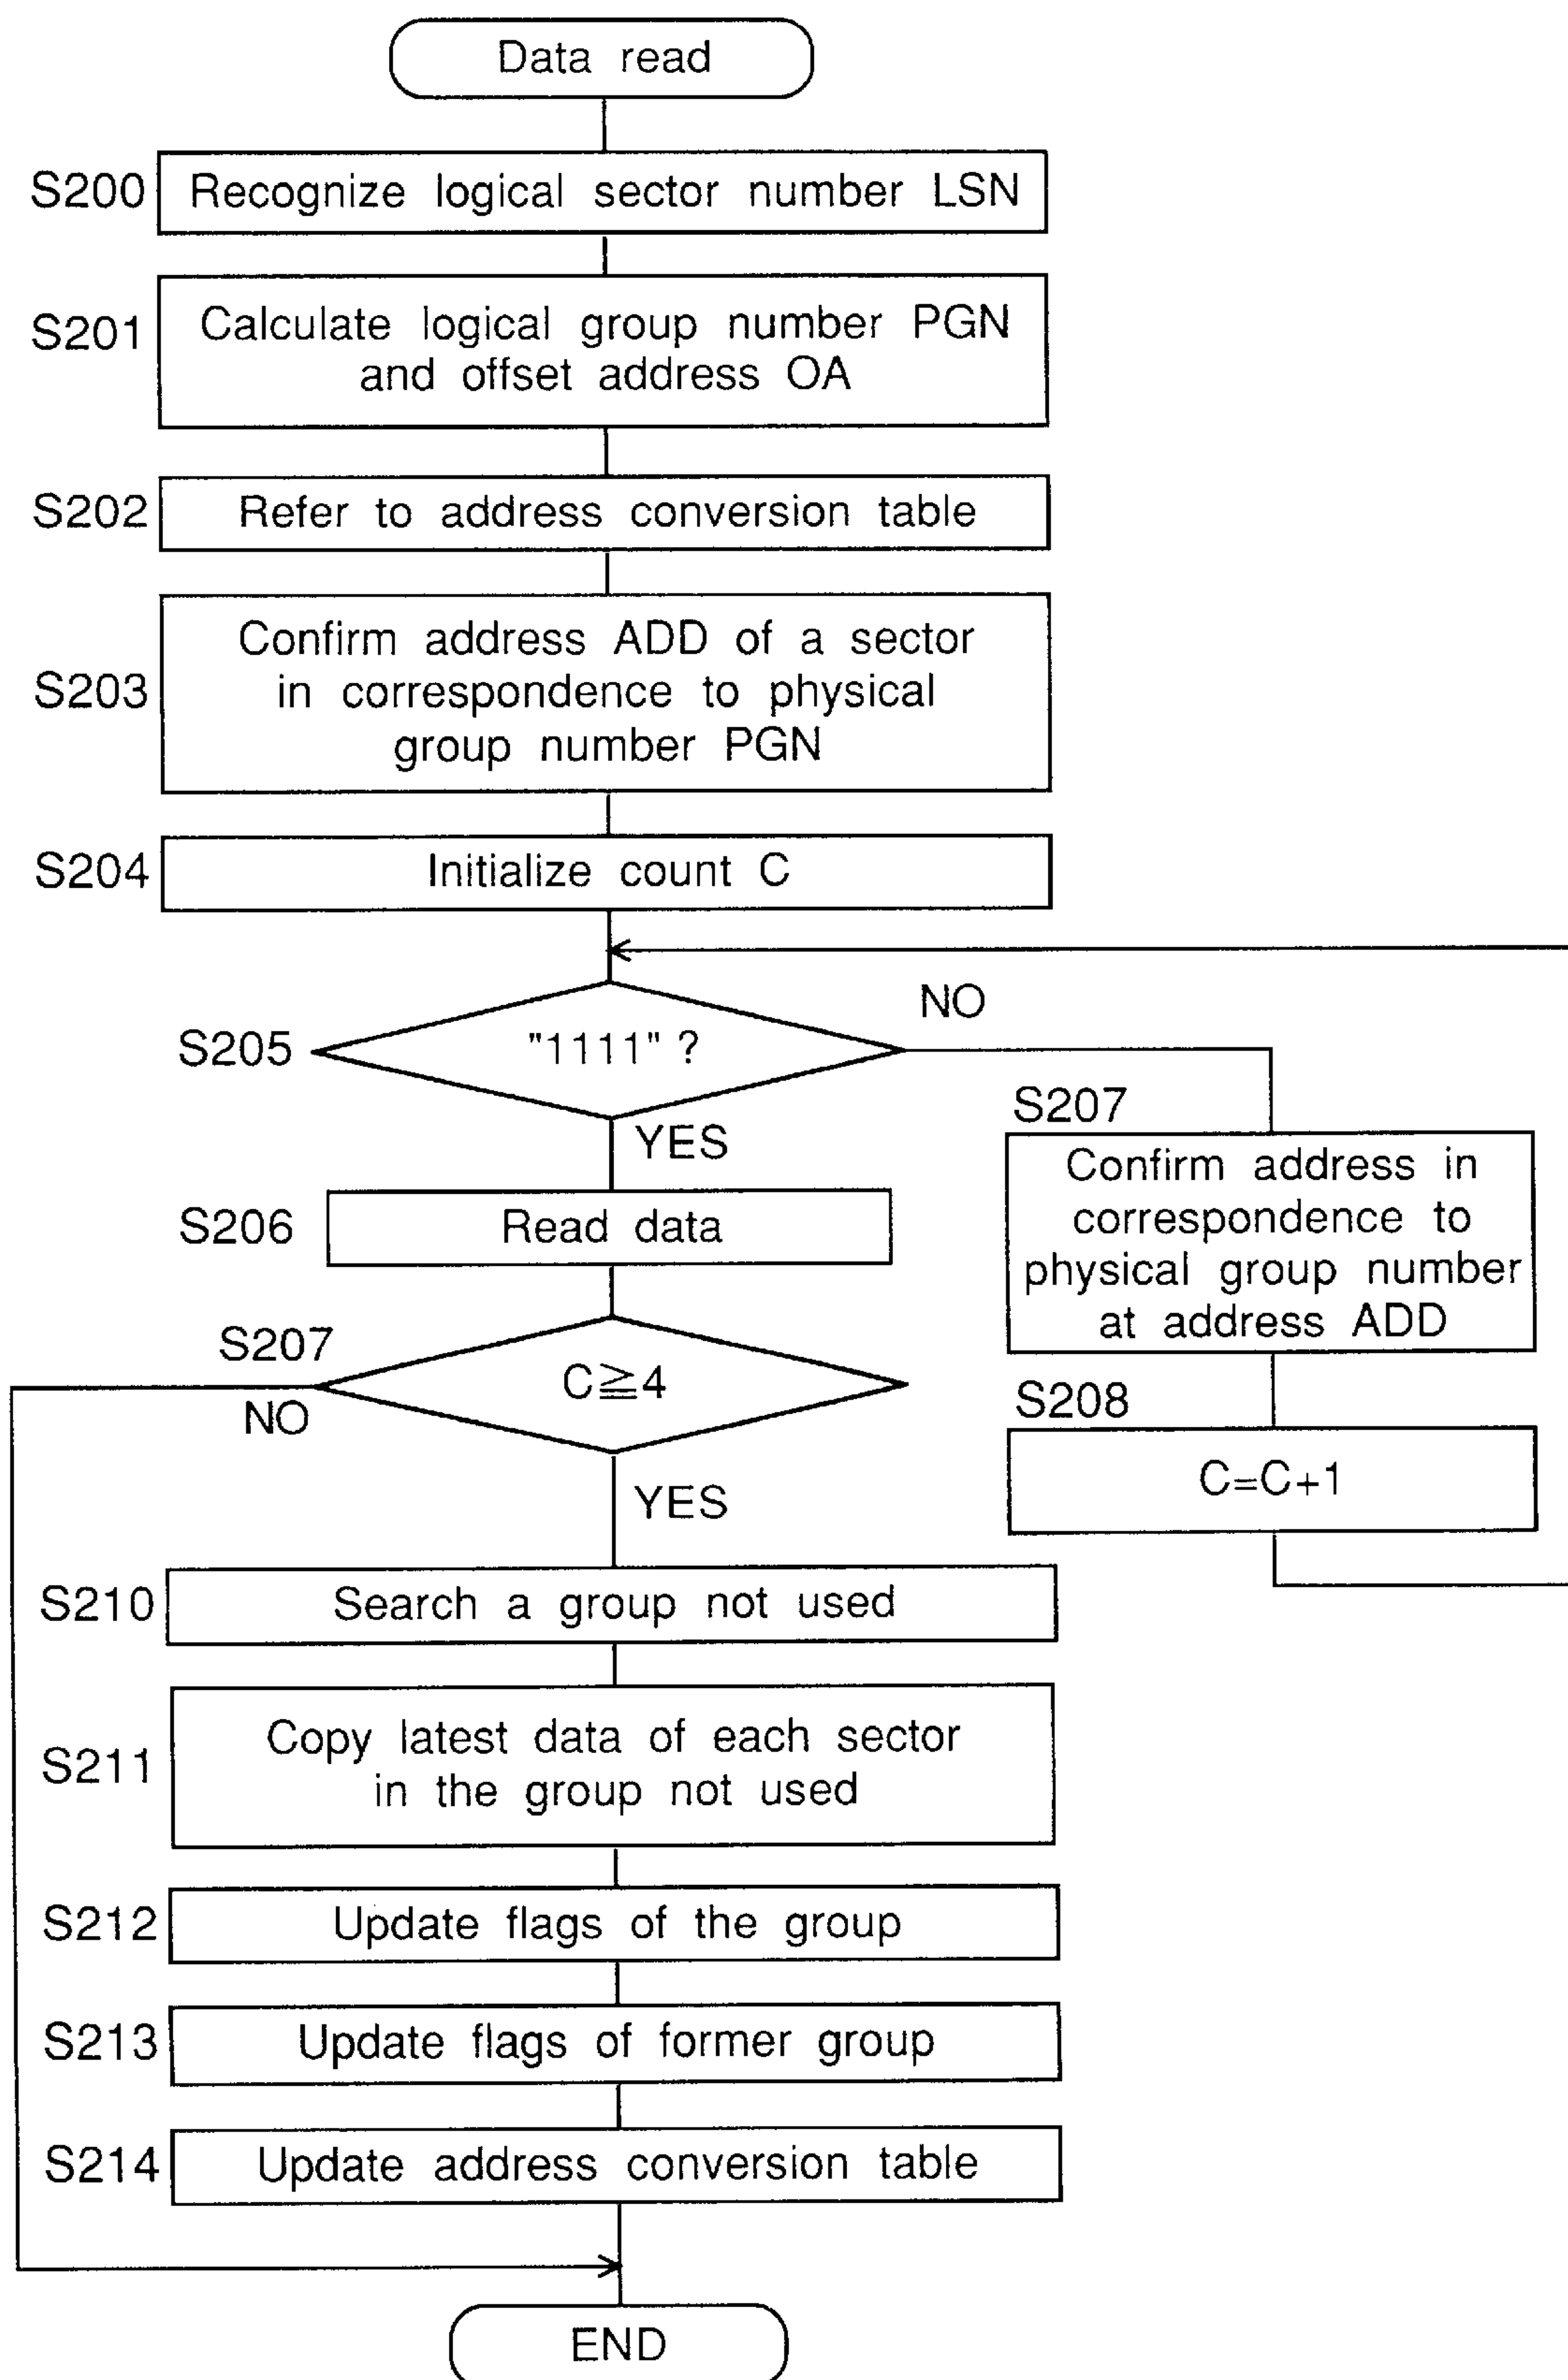 Data read
S200
Recognize logical sector number LSN
S201
Calculate logical group number PGN
and offset address OA
S202
Refer to address conversion table
S203
Confirm address ADD of a sector
in correspondence to physical
group number PGN
S204
Initialize count C
S205
"1111" ?
NO
YES
S207
Confirm address in
correspondence to
physical group number
at address ADD
S206
Read data
S207
C≧4
NO
YES
S208
C=C+1
S210
Search a group not used
S211
Copy latest data of each sector
in the group not used
S212
Update flags of the group
S213
Update flags of former group
S214
Update address conversion table
END